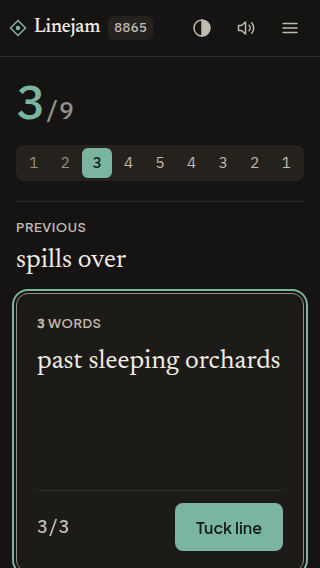 Linejam 8865
3/9
1 2 3 4 5 4 3 2 1
PREVIOUS
spills over
3 WORDS
past sleeping orchards
3/3 Tuck line